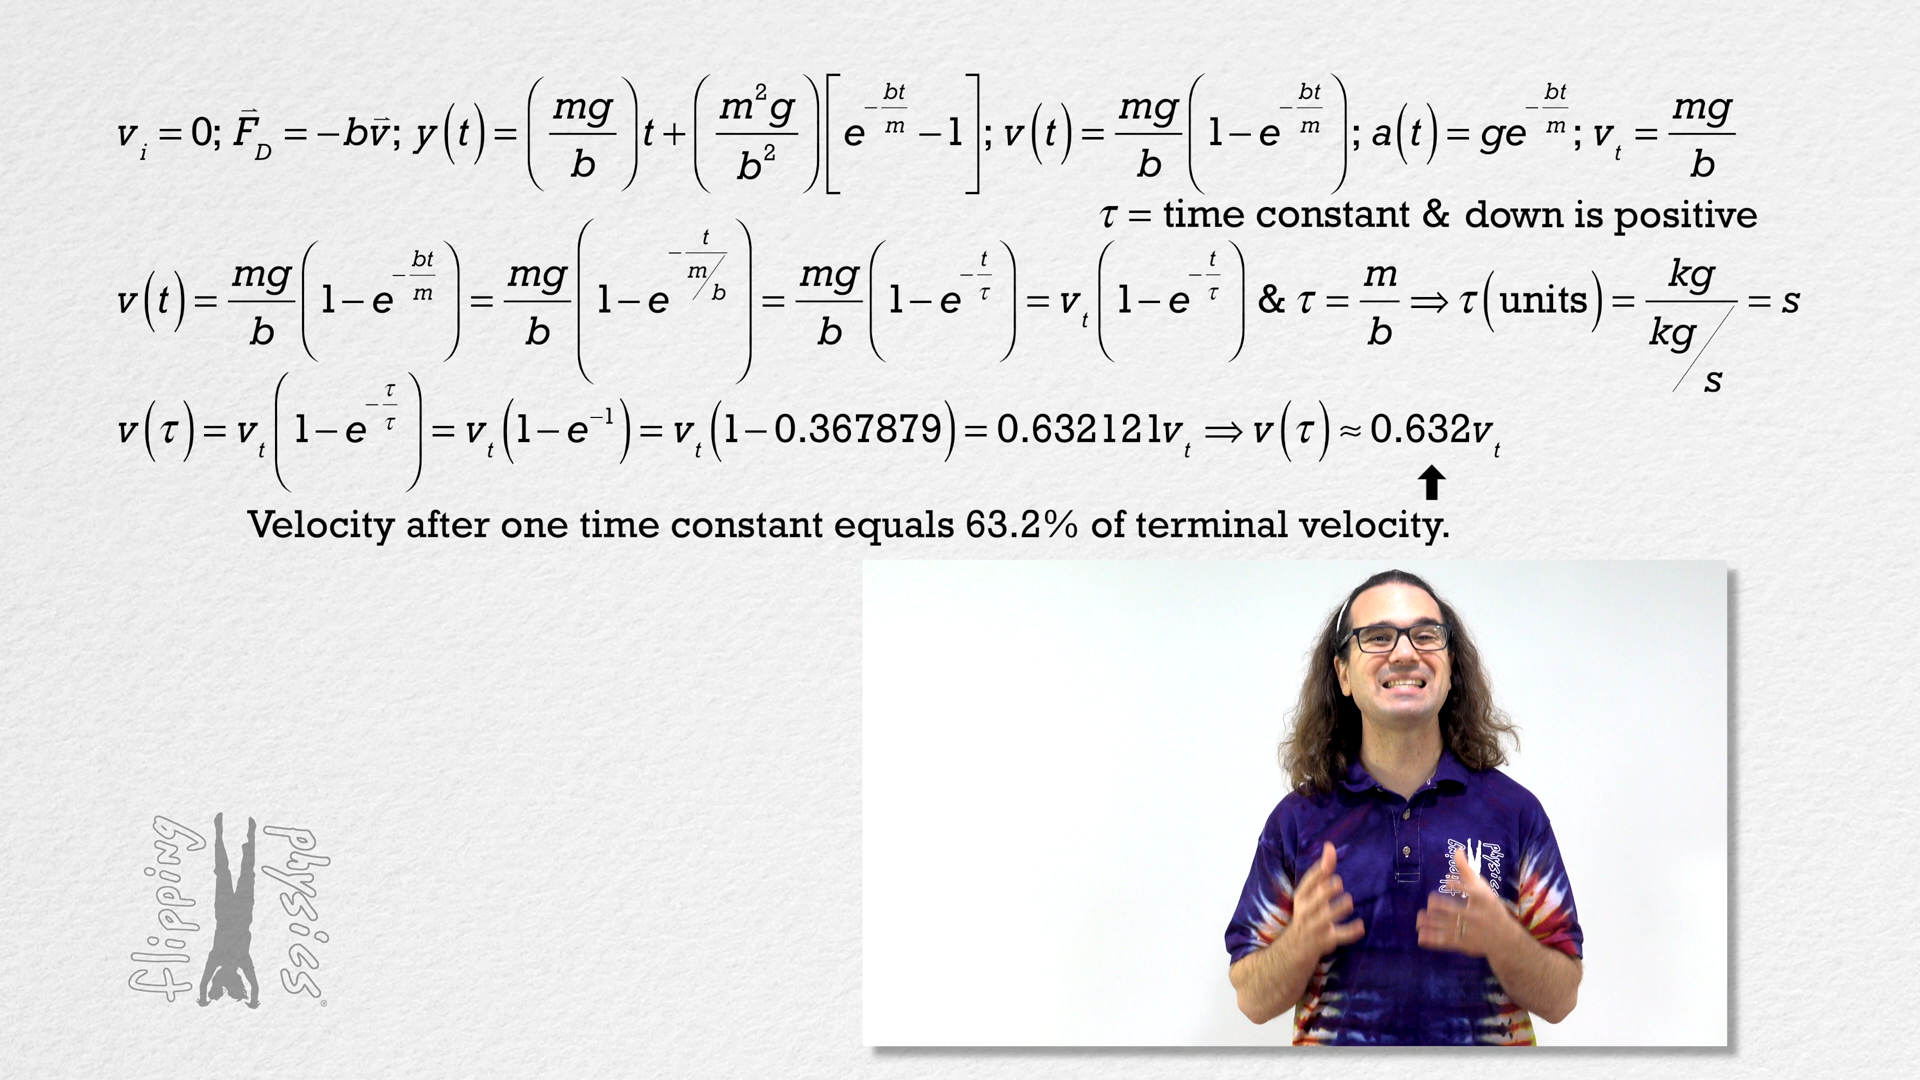 v_i = 0; F⃗_D = −bv⃗; y(t) = (mg/b)t + (m²g/b²)[e^(−bt/m) − 1]; v(t) = mg/b (1 − e^(−bt/m)); a(t) = ge^(−bt/m); v_t = mg/b
τ = time constant & down is positive
v(t) = mg/b (1 − e^(−bt/m)) = mg/b (1 − e^(−t/(m/b))) = mg/b (1 − e^(−t/τ)) = v_t (1 − e^(−t/τ)) & τ = m/b ⇒ τ(units) = kg/(kg/s) = s
v(τ) = v_t (1 − e^(−τ/τ)) = v_t (1 − e^(−1)) = v_t (1 − 0.367879) = 0.632121v_t ⇒ v(τ) ≈ 0.632v_t
Velocity after one time constant equals 63.2% of terminal velocity.
flipping physics®
flipping physics